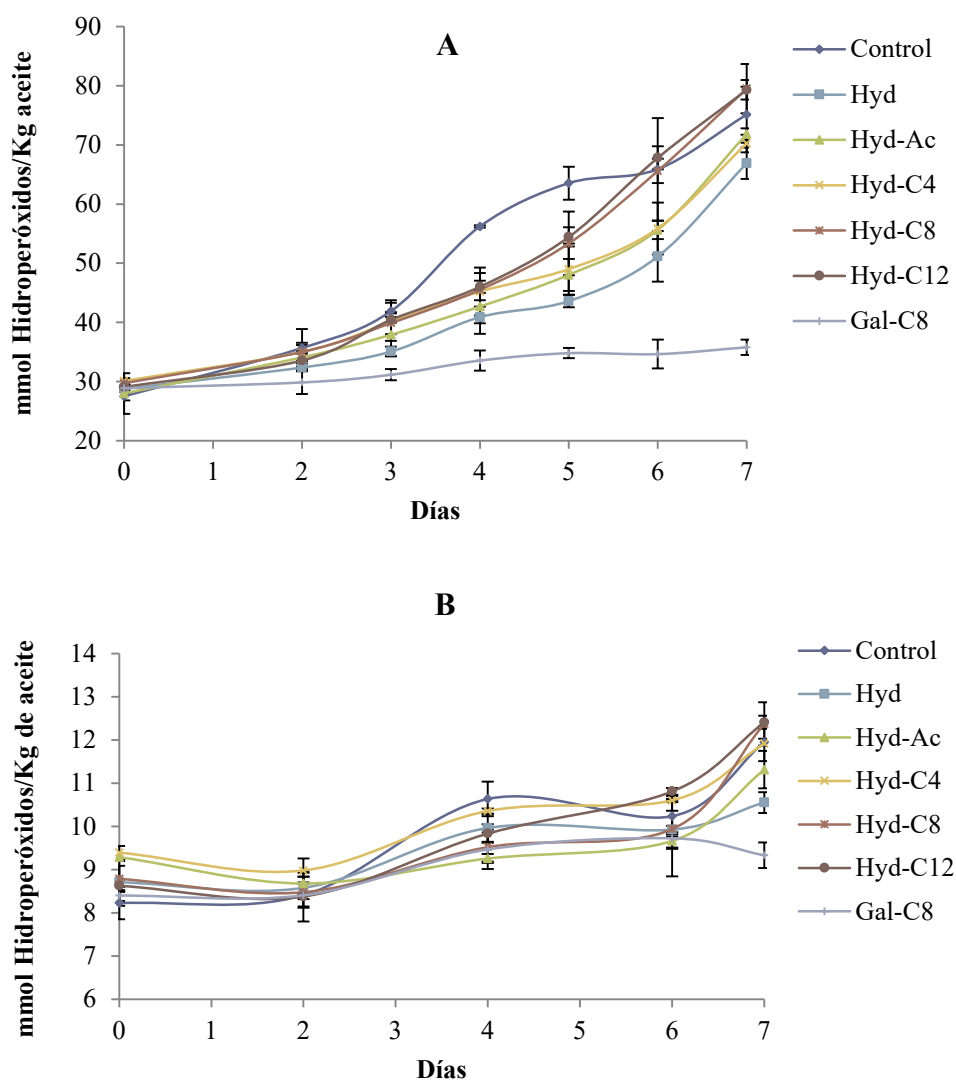 A
mmol Hidroperóxidos/Kg aceite
90
80
70
60
50
40
30
20
0 1 2 3 4 5 6 7
Días
Control
Hyd
Hyd-Ac
Hyd-C4
Hyd-C8
Hyd-C12
Gal-C8
B
mmol Hidroperóxidos/Kg de aceite
14
13
12
11
10
9
8
7
6
0 1 2 3 4 5 6 7
Días
Control
Hyd
Hyd-Ac
Hyd-C4
Hyd-C8
Hyd-C12
Gal-C8